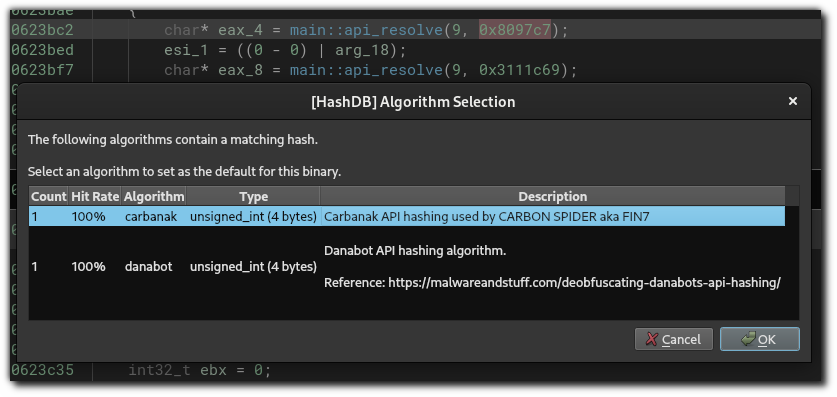 0623bae {
0623bc2 char* eax_4 = main::api_resolve(9, 0x8097c7);
0623bed esi_1 = ((0 - 0) | arg_18);
0623bf7 char* eax_8 = main::api_resolve(9, 0x3111c69);
[HashDB] Algorithm Selection
The following algorithms contain a matching hash.
Select an algorithm to set as the default for this binary.
Count Hit Rate Algorithm Type Description
1 100% carbanak unsigned_int (4 bytes) Carbanak API hashing used by CARBON SPIDER aka FIN7
Danabot API hashing algorithm.
1 100% danabot unsigned_int (4 bytes)
Reference: https://malwareandstuff.com/deobfuscating-danabots-api-hashing/
Cancel OK
0623c35 int32_t ebx = 0;